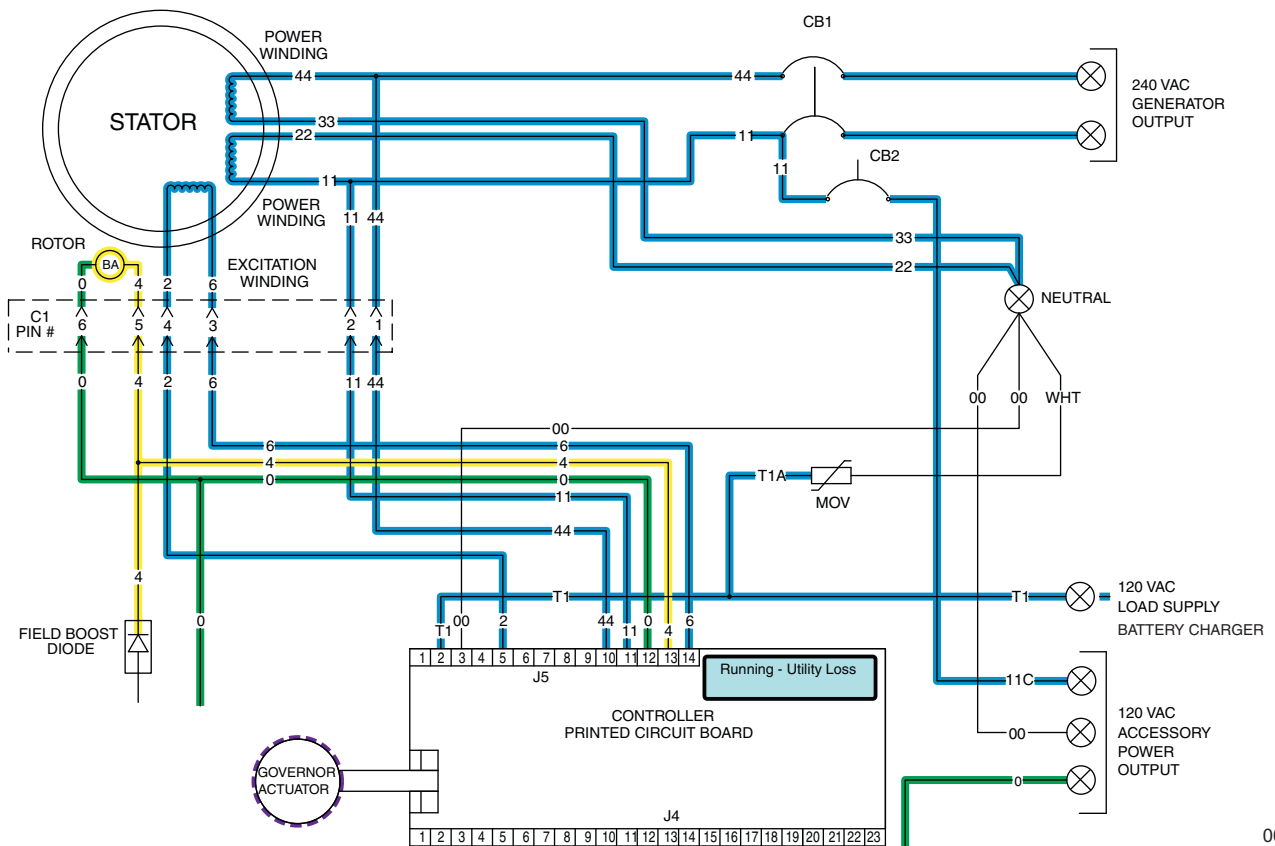 CB1
POWER
WINDING
44
44
240 VAC
GENERATOR
OUTPUT
STATOR
33
22
11
11
CB2
11
POWER
WINDING
11
44
33
22
ROTOR
BA
EXCITATION
WINDING
0
4
2
6
NEUTRAL
C1
PIN #
6
5
4
3
2
1
0
4
2
6
11
44
00
00
WHT
00
6
6
4
4
0
0
T1A
MOV
11
44
4
T1
T1
120 VAC
LOAD SUPPLY
BATTERY CHARGER
0
T1
00
2
44
11
0
4
6
FIELD BOOST
DIODE
1 2 3 4 5 6 7 8 9 10 11 12 13 14
J5
Running - Utility Loss
11C
CONTROLLER
PRINTED CIRCUIT BOARD
120 VAC
ACCESSORY
POWER
OUTPUT
00
GOVERNOR
ACTUATOR
0
J4
1 2 3 4 5 6 7 8 9 10 11 12 13 14 15 16 17 18 19 20 21 22 23